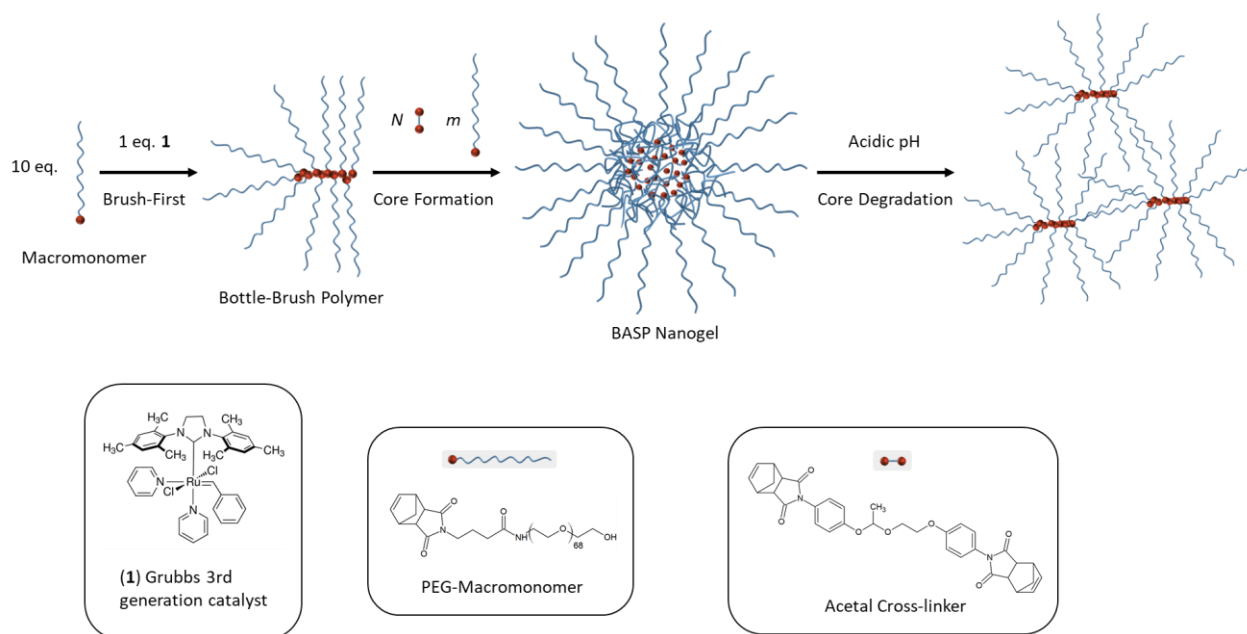 10 eq.
Macromonomer
1 eq. 1
Brush-First
Bottle-Brush Polymer
N
m
Core Formation
BASP Nanogel
Acidic pH
Core Degradation
CH₃
CH₃
H₃C
N
N
CH₃
H₃C
H₃C
CH₃
N
Cl
Ru
Cl
N
(1) Grubbs 3rd
generation catalyst
O
N
O
O
NH
O
68
OH
PEG-Macromonomer
O
N
O
CH₃
O
O
O
O
N
O
Acetal Cross-linker